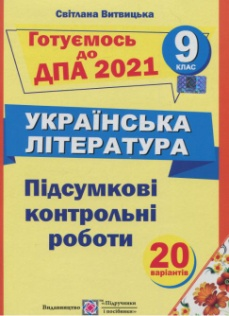 Світлана Витвицька
Готуємось
до
ДПА 2021
9
КЛАС
УКРАЇНСЬКА
ЛІТЕРАТУРА
Підсумкові
контрольні
роботи
20
варіантів
Видавництво
«Підручники
і посібники»